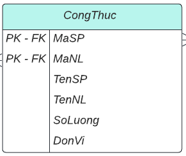 CongThuc
PK - FK MaSP
PK - FK MaNL
TenSP
TenNL
SoLuong
DonVi